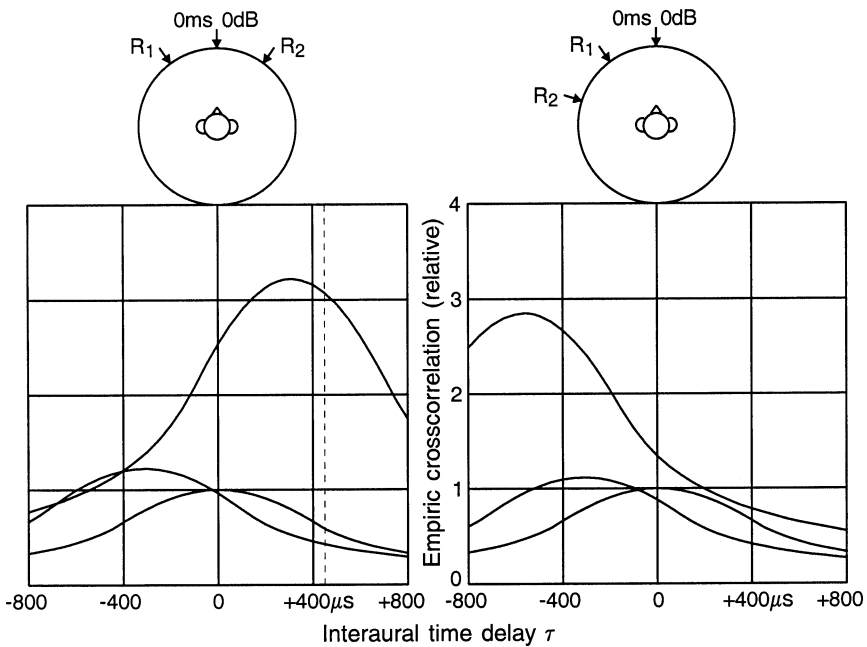 0ms 0dB
R1
R2
0ms 0dB
R1
R2
Empiric crosscorrelation (relative)
4
3
2
1
0
-800
-400
0
+400μs
+800
-800
-400
0
+400μs
+800
Interaural time delay τ